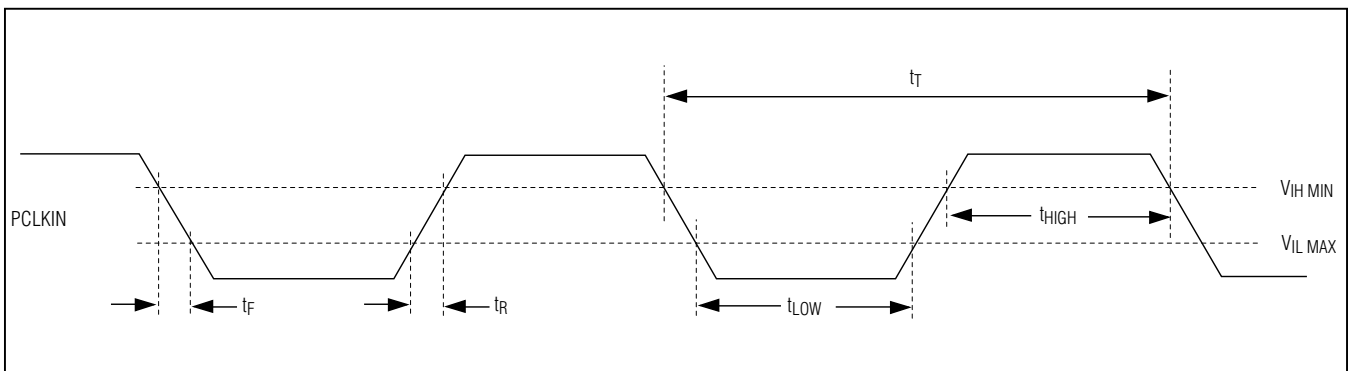 tT
VIH MIN
PCLKIN
tHIGH
VIL MAX
tF
tR
tLOW